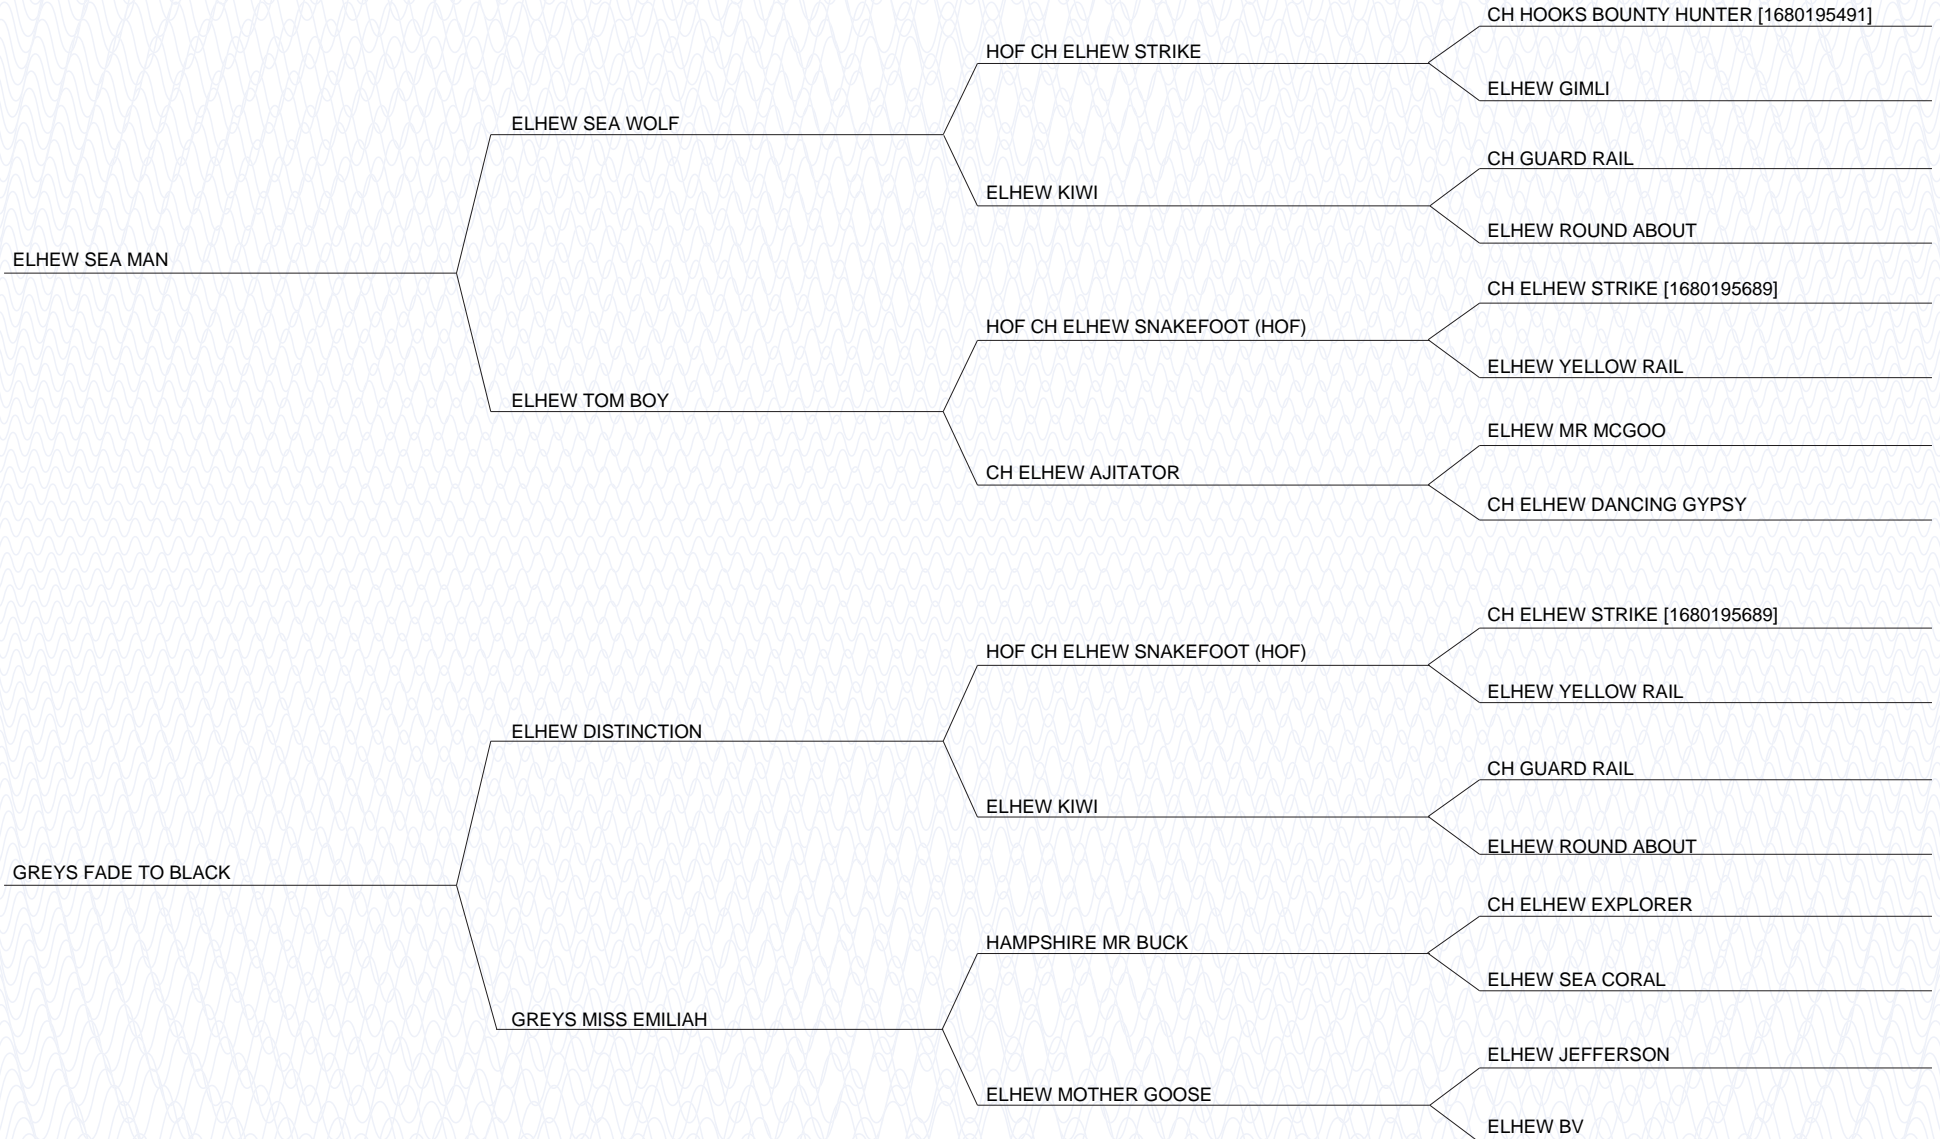 CH HOOKS BOUNTY HUNTER [1680195491]
HOF CH ELHEW STRIKE
ELHEW GIMLI
ELHEW SEA WOLF
CH GUARD RAIL
ELHEW KIWI
ELHEW ROUND ABOUT
ELHEW SEA MAN
CH ELHEW STRIKE [1680195689]
HOF CH ELHEW SNAKEFOOT (HOF)
ELHEW YELLOW RAIL
ELHEW TOM BOY
ELHEW MR MCGOO
CH ELHEW AJITATOR
CH ELHEW DANCING GYPSY
CH ELHEW STRIKE [1680195689]
HOF CH ELHEW SNAKEFOOT (HOF)
ELHEW YELLOW RAIL
ELHEW DISTINCTION
CH GUARD RAIL
ELHEW KIWI
ELHEW ROUND ABOUT
GREYS FADE TO BLACK
CH ELHEW EXPLORER
HAMPSHIRE MR BUCK
ELHEW SEA CORAL
GREYS MISS EMILIAH
ELHEW JEFFERSON
ELHEW MOTHER GOOSE
ELHEW BV